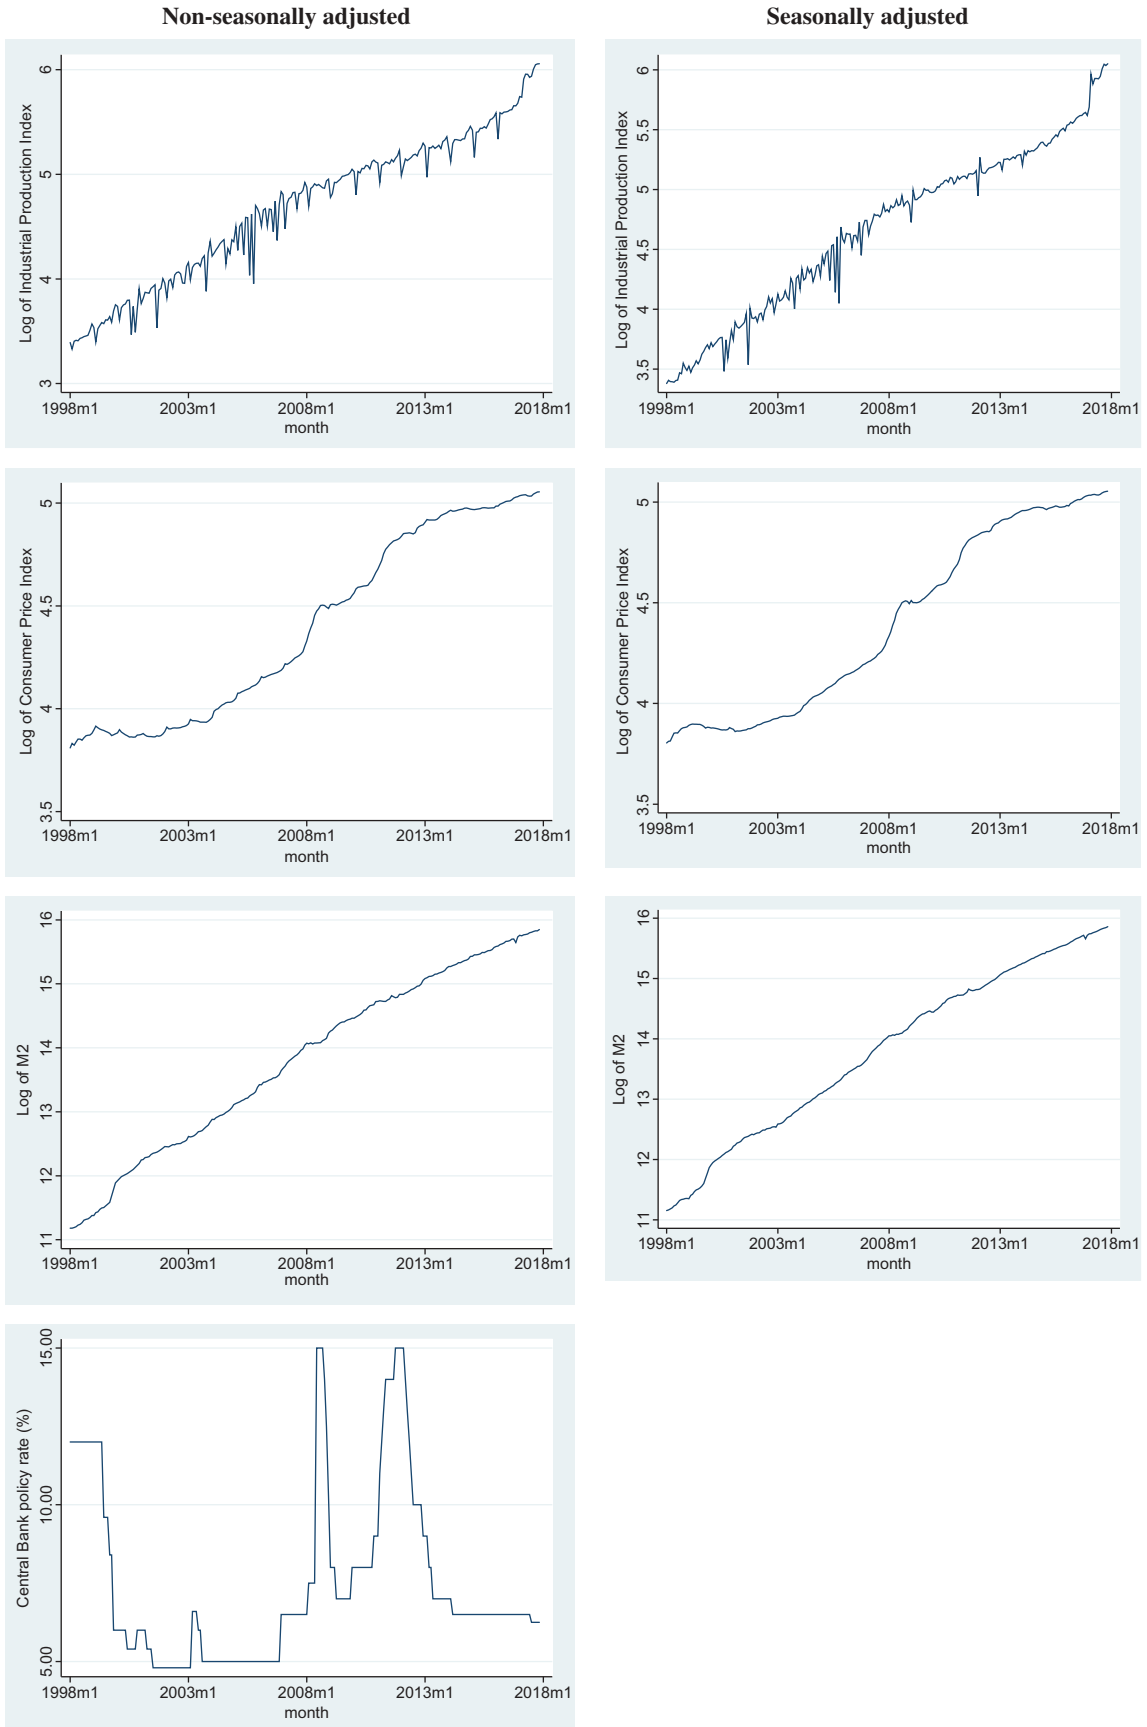 Non-seasonally adjusted
Seasonally adjusted
Log of Industrial Production Index
6
5
4
3
1998m1 2003m1 2008m1 2013m1 2018m1
month
Log of Industrial Production Index
6
5.5
5
4.5
4
3.5
1998m1 2003m1 2008m1 2013m1 2018m1
month
Log of Consumer Price Index
5
4.5
4
3.5
1998m1 2003m1 2008m1 2013m1 2018m1
month
Log of Consumer Price Index
5
4.5
4
3.5
1998m1 2003m1 2008m1 2013m1 2018m1
month
Log of M2
16
15
14
13
12
11
1998m1 2003m1 2008m1 2013m1 2018m1
month
Log of M2
16
15
14
13
12
11
1998m1 2003m1 2008m1 2013m1 2018m1
month
Central Bank policy rate (%)
15.00
10.00
5.00
1998m1 2003m1 2008m1 2013m1 2018m1
month